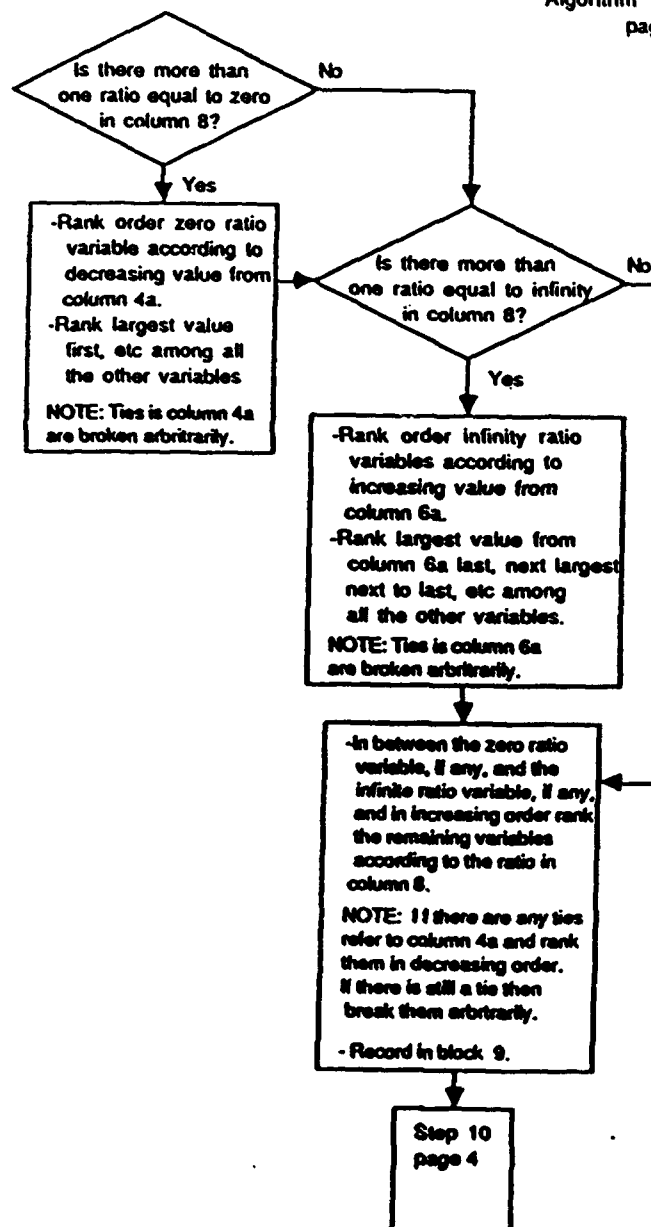 Algorithm
Is there more than
one ratio equal to zero
in column 8?
No
Yes
-Rank order zero ratio
variable according to
decreasing value from
column 4a.
-Rank largest value
first, etc among all
the other variables
NOTE: Ties is column 4a
are broken arbritrarily.
Is there more than
one ratio equal to infinity
in column 8?
No
Yes
-Rank order infinity ratio
variables according to
increasing value from
column 6a.
-Rank largest value from
column 6a last, next largest
next to last, etc among
all the other variables.
NOTE: Ties is column 6a
are broken arbritrarily.
-In between the zero ratio
variable, if any, and the
infinite ratio variable, if any,
and in increasing order rank
the remaining variables
according to the ratio in
column 8.
NOTE: If there are any ties
refer to column 4a and rank
them in decreasing order.
If there is still a tie then
break them arbrtrarily.
- Record in block 9.
Step 10
page 4